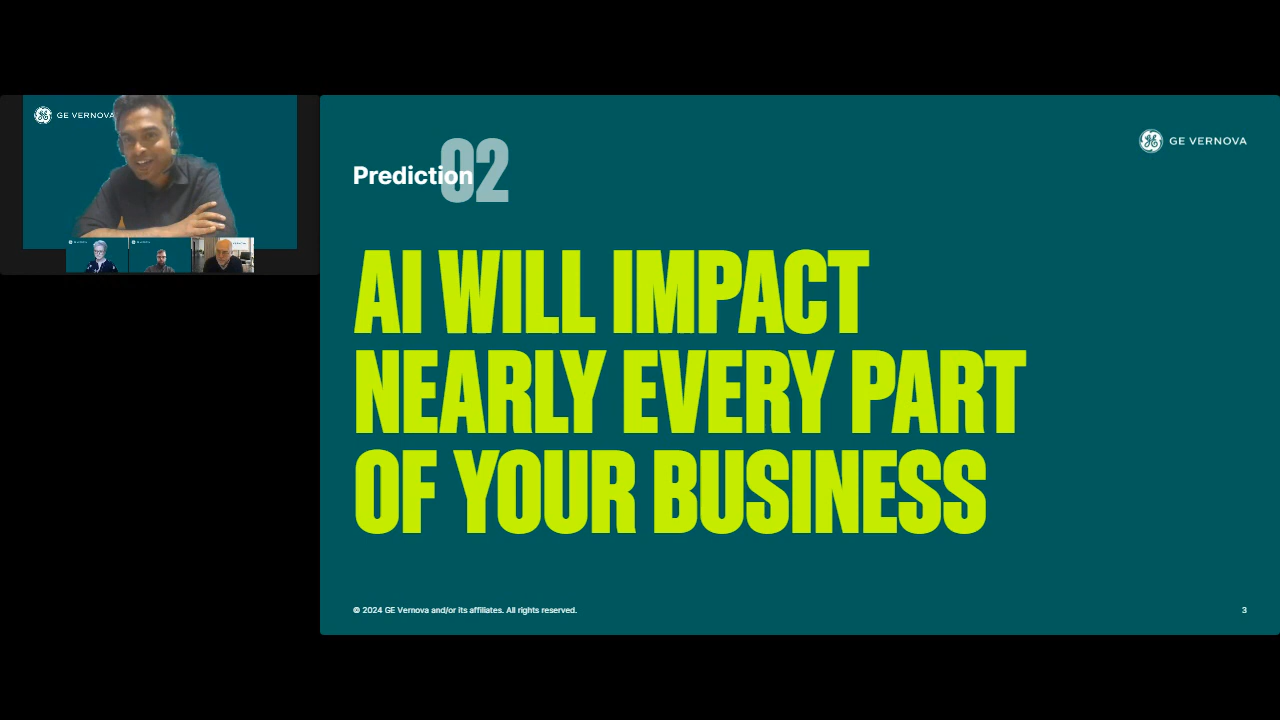 GE VERNOVA
GE VERNOVA
Prediction 02
AI WILL IMPACT
NEARLY EVERY PART
OF YOUR BUSINESS
© 2024 GE Vernova and/or its affiliates. All rights reserved.
3